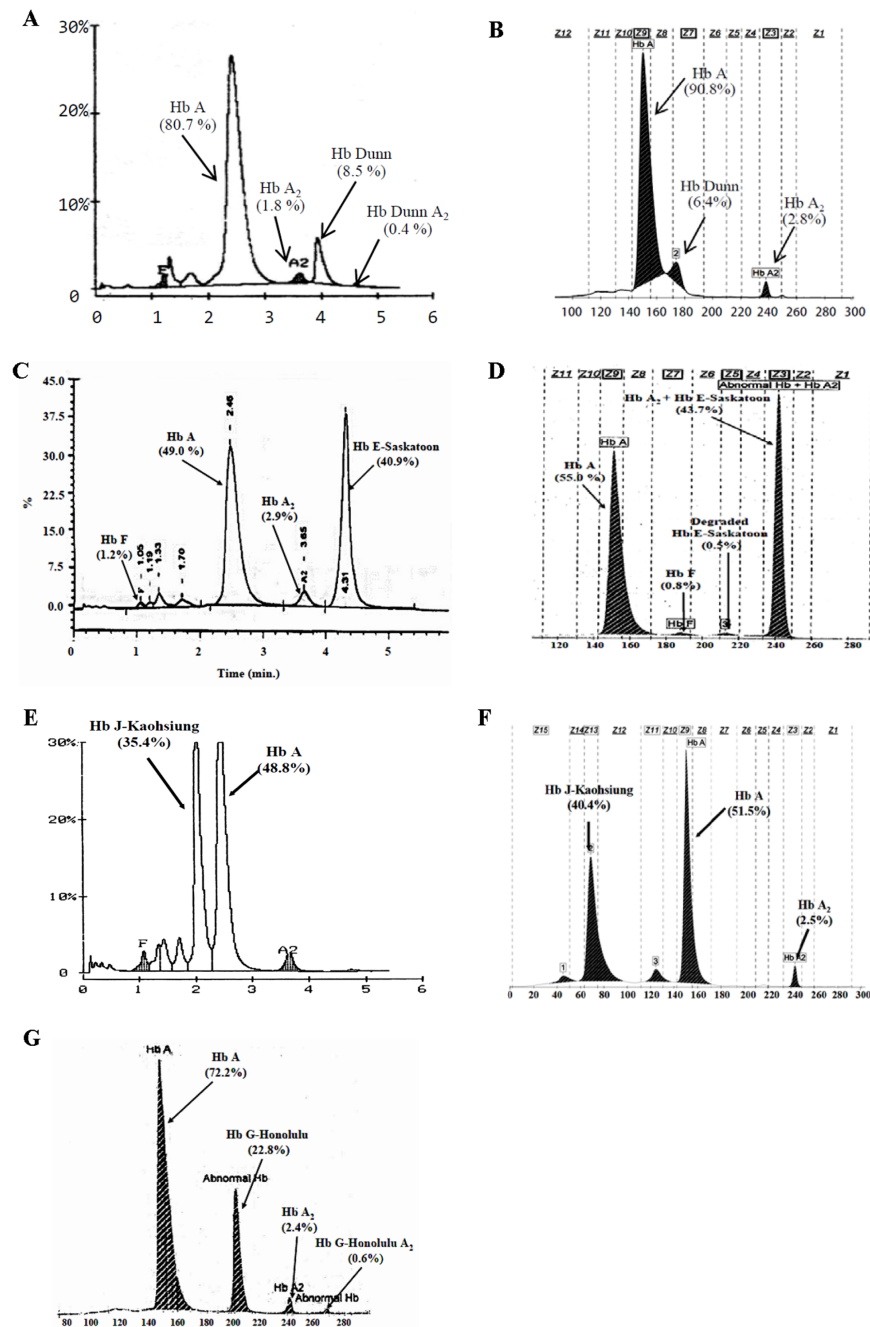 A
30%
20%
10%
0
Hb A
(80.7 %)
Hb A2
(1.8 %)
Hb Dunn
(8.5 %)
Hb Dunn A2
(0.4 %)
F
A2
0 1 2 3 4 5 6
B
Z12 Z11 Z10 Z9 Z8 Z7 Z6 Z5 Z4 Z3 Z2 Z1
Hb A
Hb A
(90.8%)
Hb Dunn
(6.4%)
Hb A2
(2.8%)
2
Hb A2
100 120 140 160 180 200 220 240 260 280 300
C
45.0
37.5
30.0
22.5
15.0
7.5
0.0
%
Hb A
(49.0 %)
2.46
Hb E-Saskatoon
(40.9%)
Hb A2
(2.9%)
Hb F
(1.2%)
F
1.05
1.19
1.33
1.70
A2
3.65
4.31
0 1 2 3 4 5
Time (min.)
D
Z11 Z10 Z9 Z8 Z7 Z6 Z5 Z4 Z3 Z2 Z1
Abnormal Hb + Hb A2
Hb A2 + Hb E-Saskatoon
(43.7%)
Hb A
Hb A
(55.0 %)
Degraded
Hb E-Saskatoon
(0.5%)
Hb F
(0.8%)
Hb F
3
140 160 180 200 220 240 260 280
E
30%
20%
10%
0
Hb J-Kaohsiung
(35.4%)
Hb A
(48.8%)
F
A2
0 1 2 3 4 5 6
F
Z15 Z14 Z13 Z12 Z11 Z10 Z9 Z8 Z7 Z6 Z5 Z4 Z3 Z2 Z1
Hb A
Hb J-Kaohsiung
(40.4%)
Hb A
(51.5%)
Hb A2
(2.5%)
1
3
Hb A2
0 20 40 60 80 100 120 140 160 180 200 220 240 260 280 300
G
Hb A
Hb A
(72.2%)
Hb G-Honolulu
(22.8%)
Abnormal Hb
Hb A2
(2.4%)
Hb G-Honolulu A2
(0.6%)
Hb A2
Abnormal Hb
80 100 120 140 160 180 200 220 240 260 280